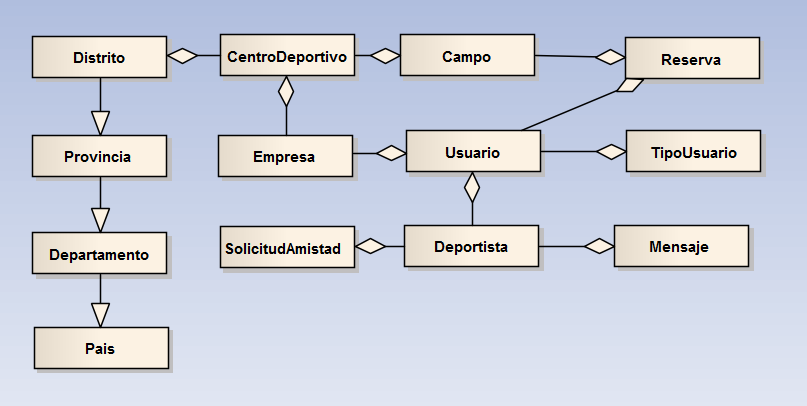 Distrito
CentroDeportivo
Campo
Reserva
Provincia
Empresa
Usuario
TipoUsuario
Departamento
SolicitudAmistad
Deportista
Mensaje
Pais